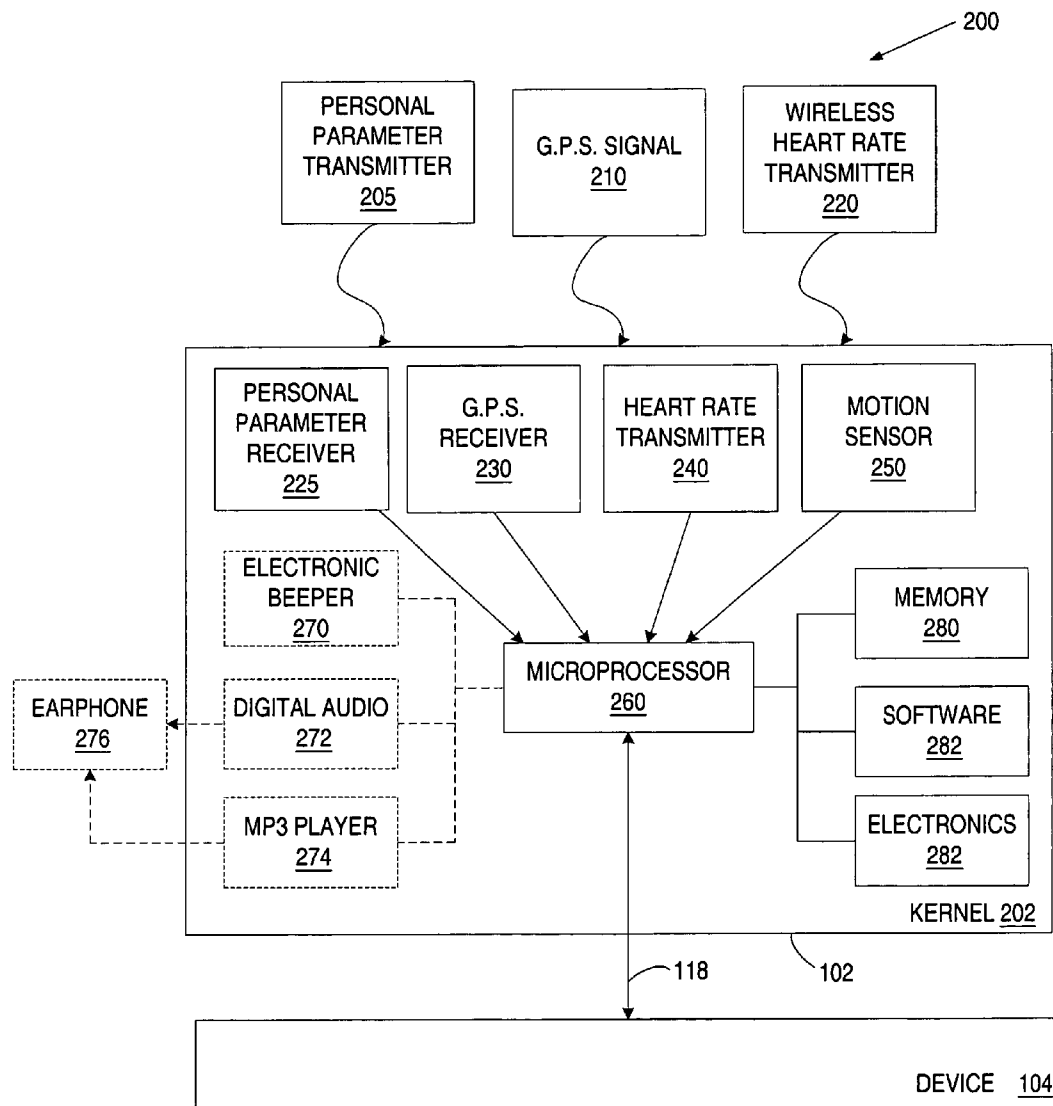 200
PERSONAL
PARAMETER
TRANSMITTER
205
G.P.S. SIGNAL
210
WIRELESS
HEART RATE
TRANSMITTER
220
PERSONAL
PARAMETER
RECEIVER
225
G.P.S.
RECEIVER
230
HEART RATE
TRANSMITTER
240
MOTION
SENSOR
250
ELECTRONIC
BEEPER
270
MEMORY
280
MICROPROCESSOR
260
EARPHONE
276
DIGITAL AUDIO
272
SOFTWARE
282
MP3 PLAYER
274
ELECTRONICS
282
KERNEL 202
118
102
DEVICE 104